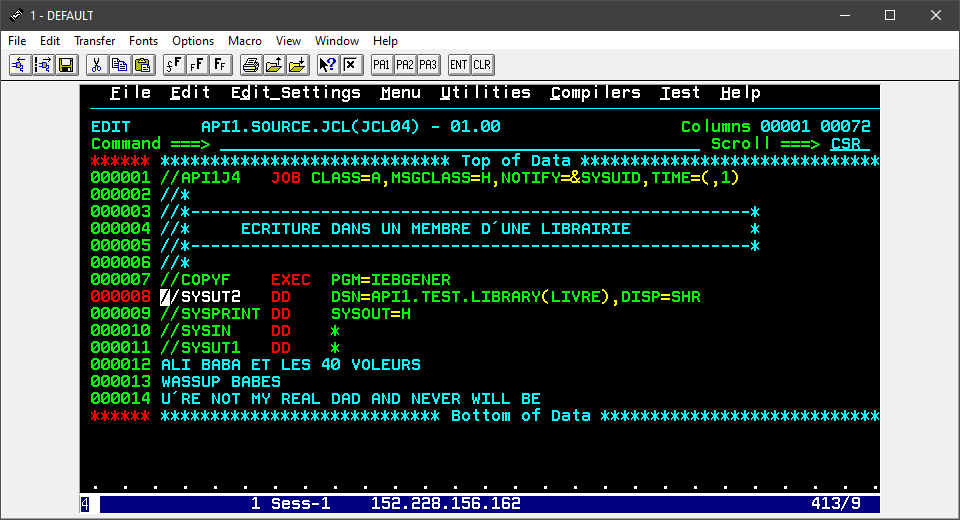 1 - DEFAULT
File Edit Transfer Fonts Options Macro View Window Help
PA1 PA2 PA3 ENT CLR
File Edit Edit_Settings Menu Utilities Compilers Test Help
EDIT API1.SOURCE.JCL(JCL04) - 01.00 Columns 00001 00072
Command ===> Scroll ===> CSR
****** ***************************** Top of Data ******************************
000001 //API1J4 JOB CLASS=A,MSGCLASS=H,NOTIFY=&SYSUID,TIME=(,1)
000002 //*
000003 //*--------------------------------------------------------*
000004 //* ECRITURE DANS UN MEMBRE D´UNE LIBRAIRIE *
000005 //*--------------------------------------------------------*
000006 //*
000007 //COPYF EXEC PGM=IEBGENER
000008 //SYSUT2 DD DSN=API1.TEST.LIBRARY(LIVRE),DISP=SHR
000009 //SYSPRINT DD SYSOUT=H
000010 //SYSIN DD *
000011 //SYSUT1 DD *
000012 ALI BABA ET LES 40 VOLEURS
000013 WASSUP BABES
000014 U´RE NOT MY REAL DAD AND NEVER WILL BE
****** **************************** Bottom of Data ****************************
4 1 Sess-1 152.228.156.162 413/9